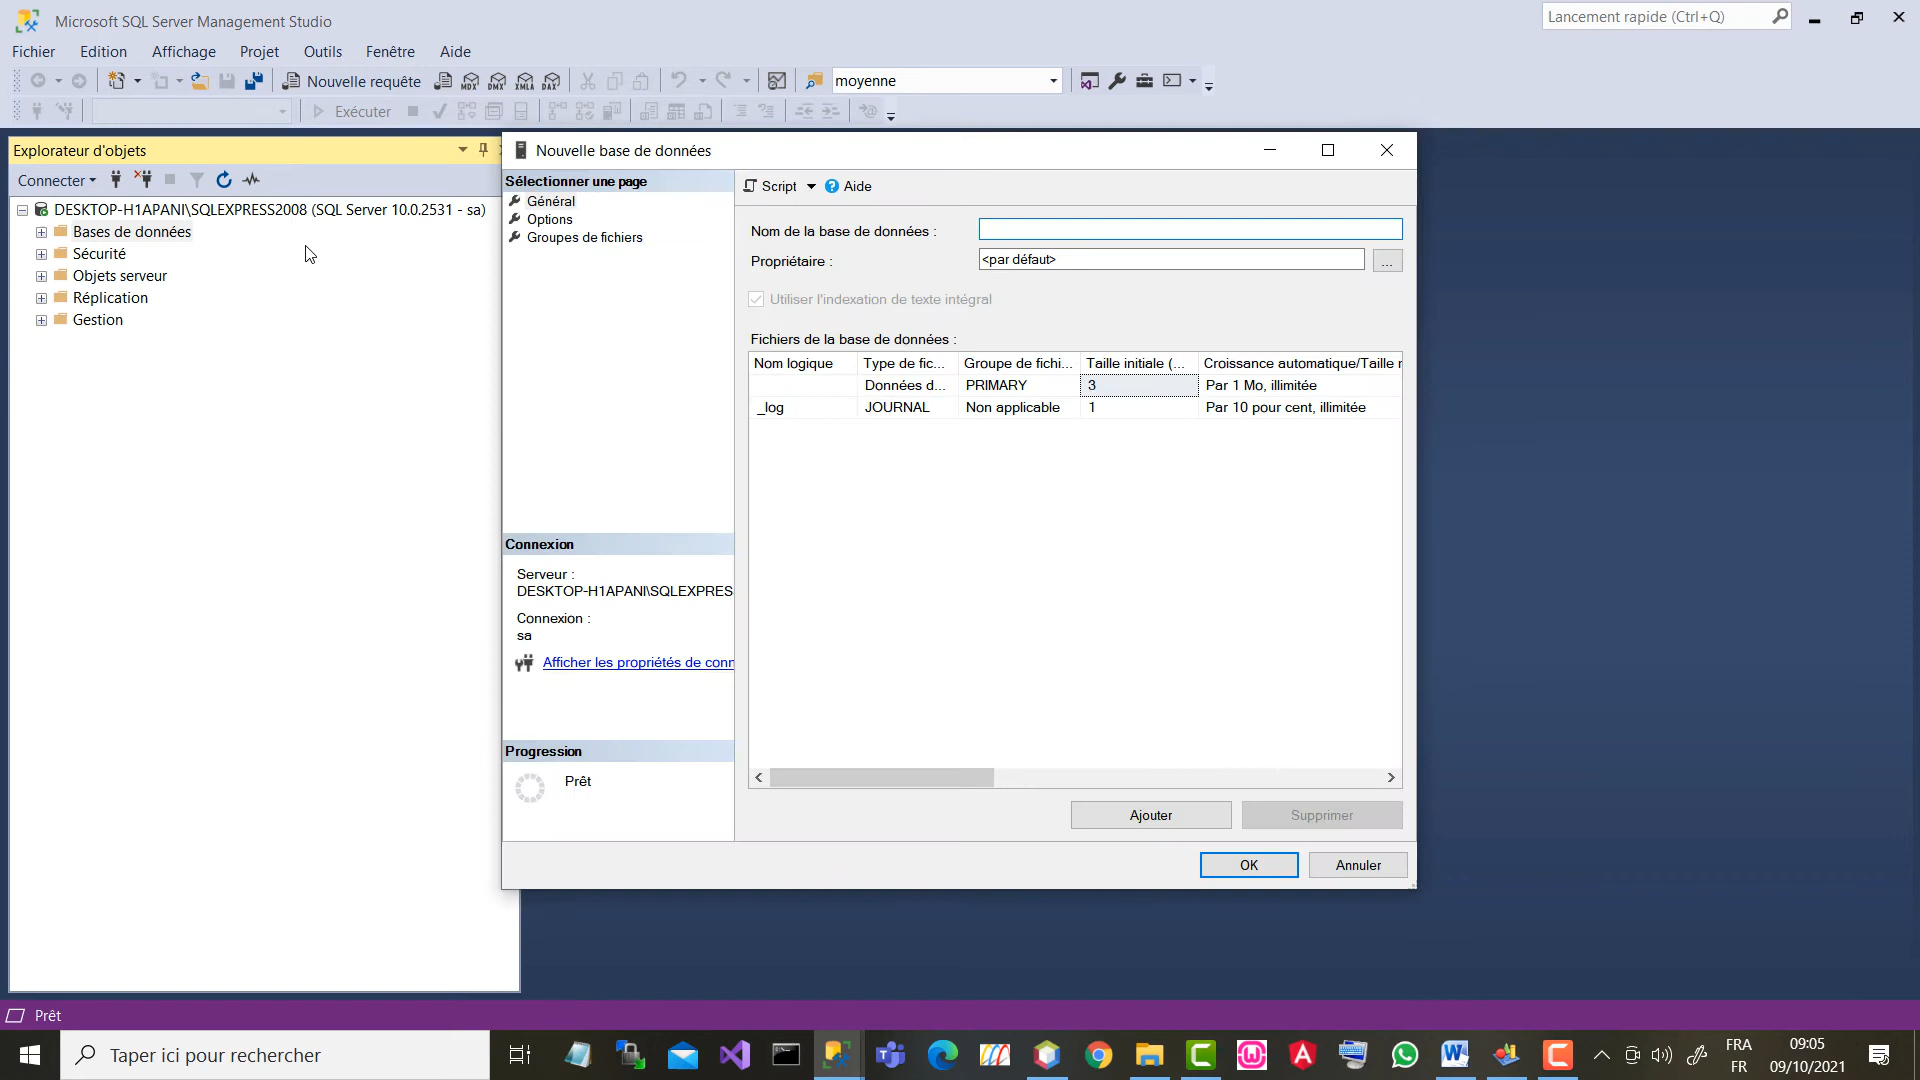 Microsoft SQL Server Management Studio
Lancement rapide (Ctrl+Q)
Fichier Edition Affichage Projet Outils Fenêtre Aide
Nouvelle requête MDX DMX XMLA DAX moyenne
Exécuter
Explorateur d'objets
Connecter
DESKTOP-H1APANI\SQLEXPRESS2008 (SQL Server 10.0.2531 - sa)
Bases de données
Sécurité
Objets serveur
Réplication
Gestion
Nouvelle base de données
Sélectionner une page
Général
Options
Groupes de fichiers
Script Aide
Nom de la base de données :
Propriétaire : <par défaut> ...
Utiliser l'indexation de texte intégral
Fichiers de la base de données :
Nom logique Type de fic... Groupe de fichi... Taille initiale (... Croissance automatique/Taille
Données d... PRIMARY 3 Par 1 Mo, illimitée
_log JOURNAL Non applicable 1 Par 10 pour cent, illimitée
Connexion
Serveur :
DESKTOP-H1APANI\SQLEXPRES
Connexion :
sa
Afficher les propriétés de conn
Progression
Prêt
Ajouter Supprimer
OK Annuler
Prêt
Taper ici pour rechercher
FRA
FR
09:05
09/10/2021